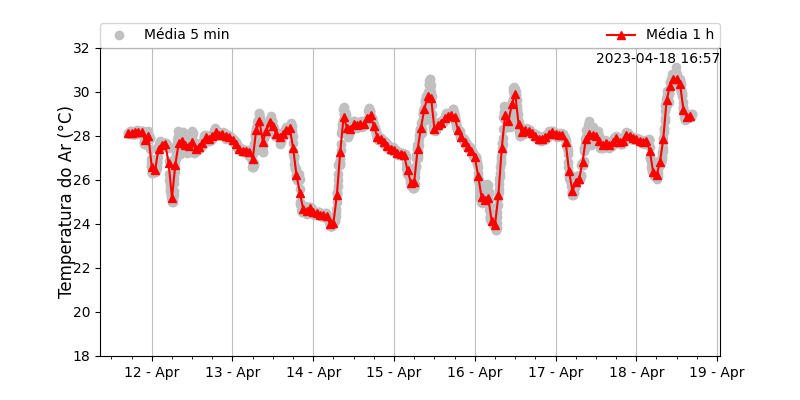 Média 5 min
Média 1 h
2023-04-18 16:57
Temperatura do Ar (°C)
32
30
28
26
24
22
20
18
12 - Apr
13 - Apr
14 - Apr
15 - Apr
16 - Apr
17 - Apr
18 - Apr
19 - Apr